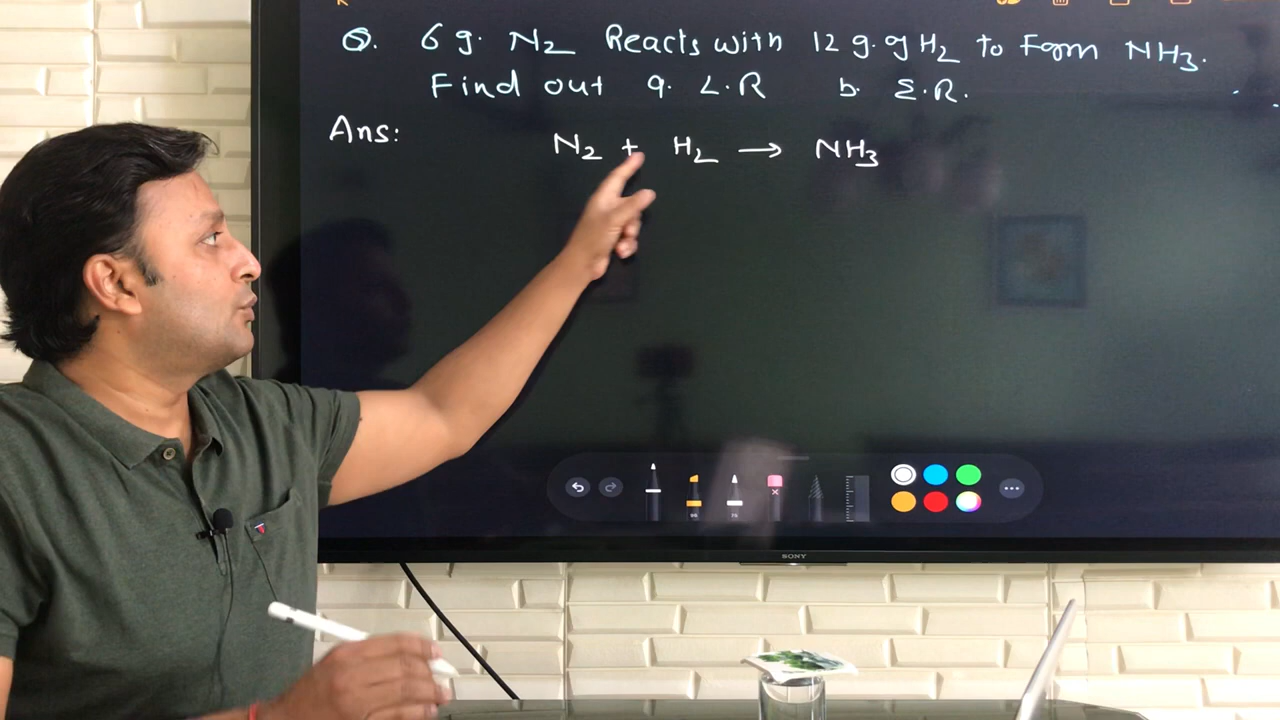 Q. 6 g. N2 Reacts with 12 g. of H2 to Form NH3.
Find out a. L.R b. E.R.
Ans: N2 + H2 → NH3
SONY